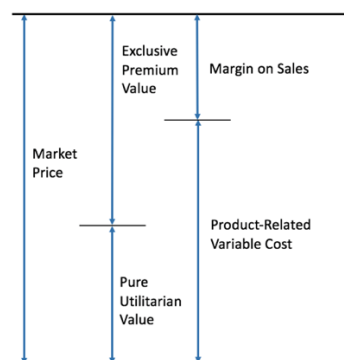 Exclusive
Premium
Value
Margin on Sales
Market
Price
Product-Related
Variable Cost
Pure
Utilitarian
Value